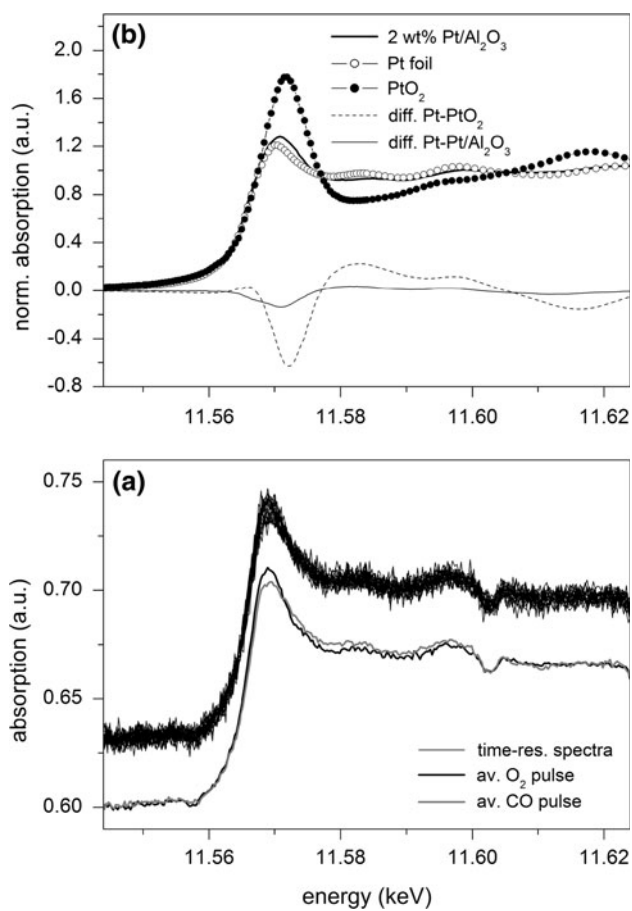 (b)
2 wt% Pt/Al2O3
Pt foil
PtO2
diff. Pt-PtO2
diff. Pt-Pt/Al2O3
norm. absorption (a.u.)
2.0
1.6
1.2
0.8
0.4
0.0
-0.4
-0.8
11.56
11.58
11.60
11.62
(a)
absorption (a.u.)
0.75
0.70
0.65
0.60
time-res. spectra
av. O2 pulse
av. CO pulse
11.56
11.58
11.60
11.62
energy (keV)